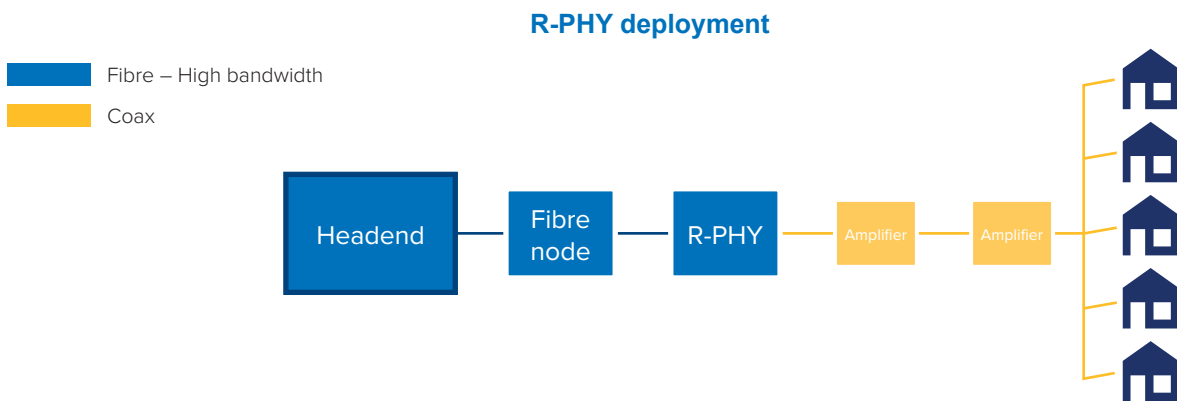 R-PHY deployment
Fibre – High bandwidth
Coax
Headend
Fibre
node
R-PHY
Amplifier
Amplifier